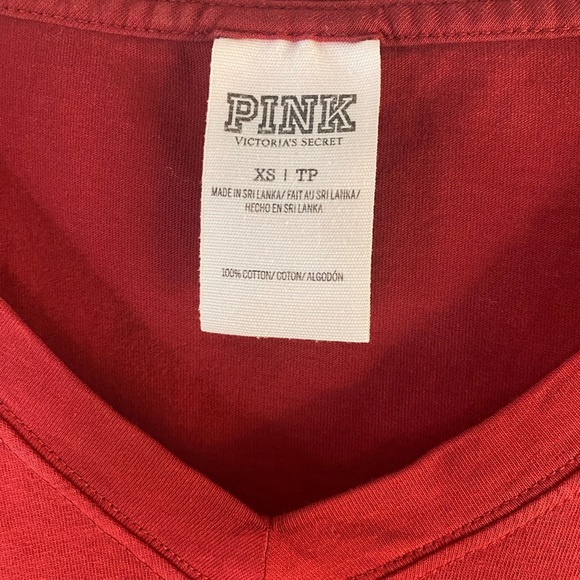 PINK
VICTORIA'S SECRET
XS | TP
MADE IN SRI LANKA/ FAIT AU SRI LANKA/
HECHO EN SRI LANKA
100% COTTON/ COTON/ ALGODÓN